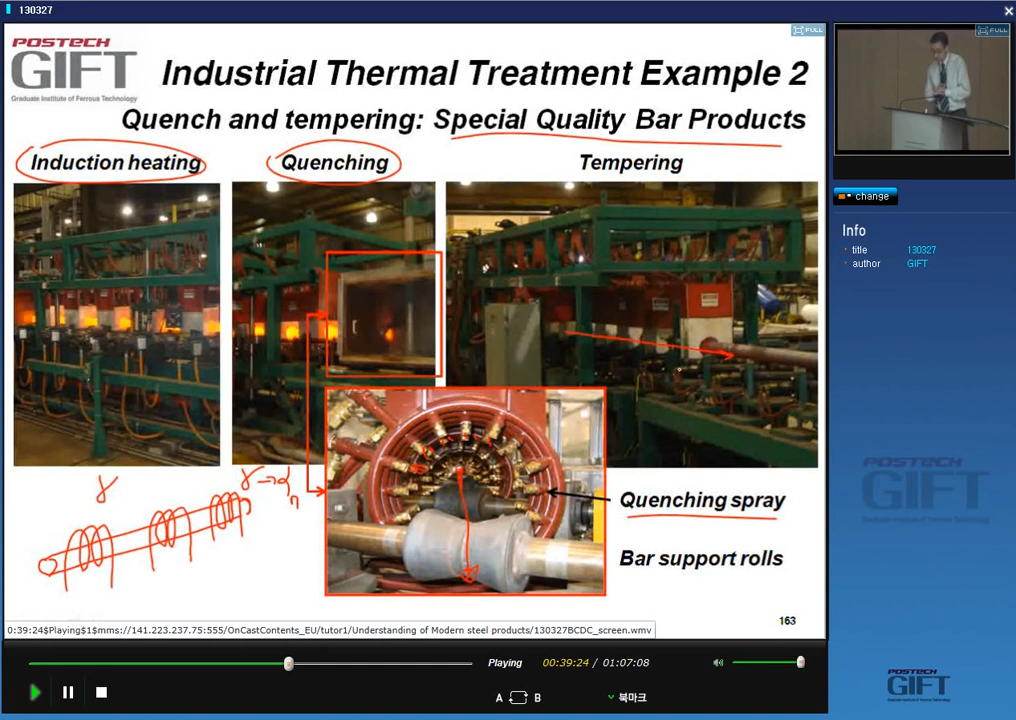 130327
POSTECH
GIFT
Graduate Institute of Ferrous Technology
FULL
Industrial Thermal Treatment Example 2
Quench and tempering: Special Quality Bar Products
Induction heating
Quenching
Tempering
γ
γ → α
Quenching spray
Bar support rolls
163
0:39:24$Playing$1$mms://141.223.237.75:555/OnCastContents_EU/tutor1/Understanding of Modern steel products/130327BCDC_screen.wmv
Playing
00:39:24 / 01:07:08
A B
북마크
FULL
change
Info
title 130327
author GIFT
POSTECH
GIFT
POSTECH
GIFT